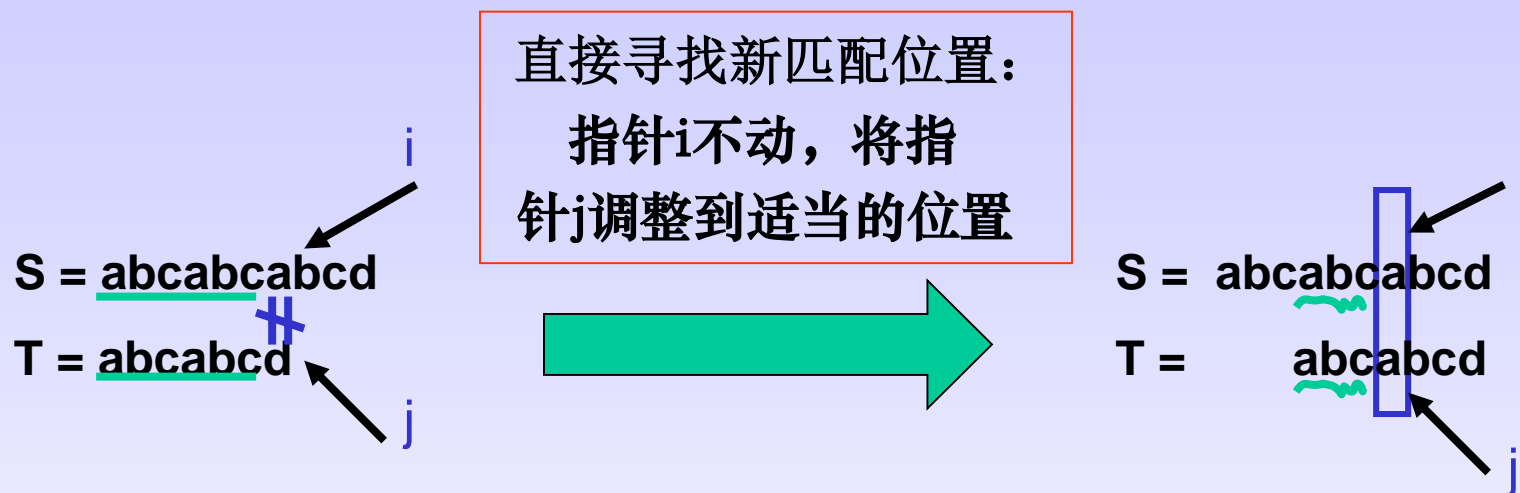 直接寻找新匹配位置：
指针i不动，将指
针j调整到适当的位置
i
S = abcabcabcd
T = abcabcd
j
S = abcabcabcd
T = abcabcd
j